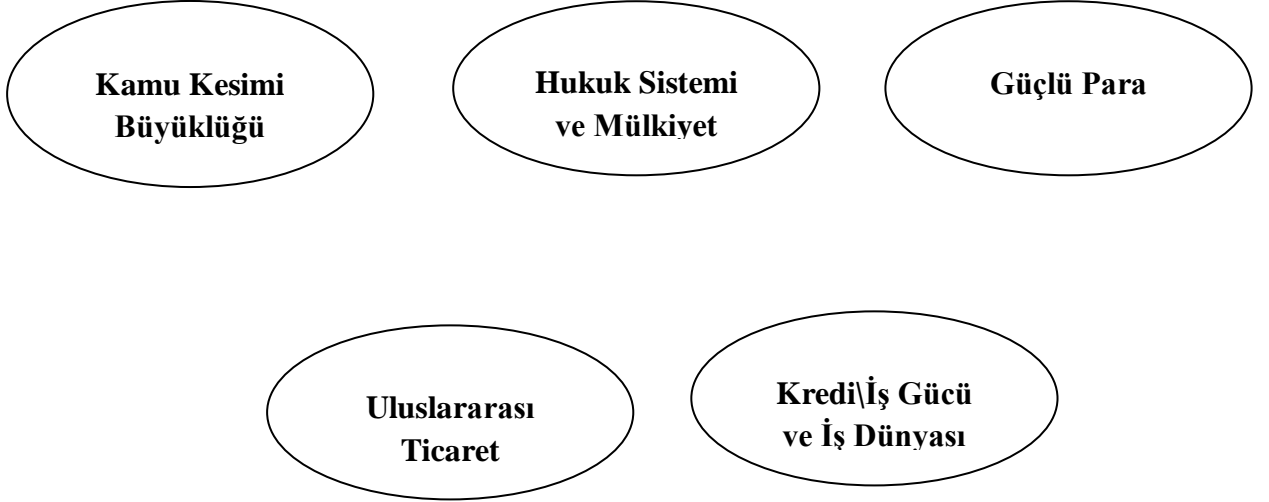 Kamu Kesimi
Büyüklüğü
Hukuk Sistemi
ve Mülkiyet
Güçlü Para
Uluslararası
Ticaret
Kredi\İş Gücü
ve İş Dünyası